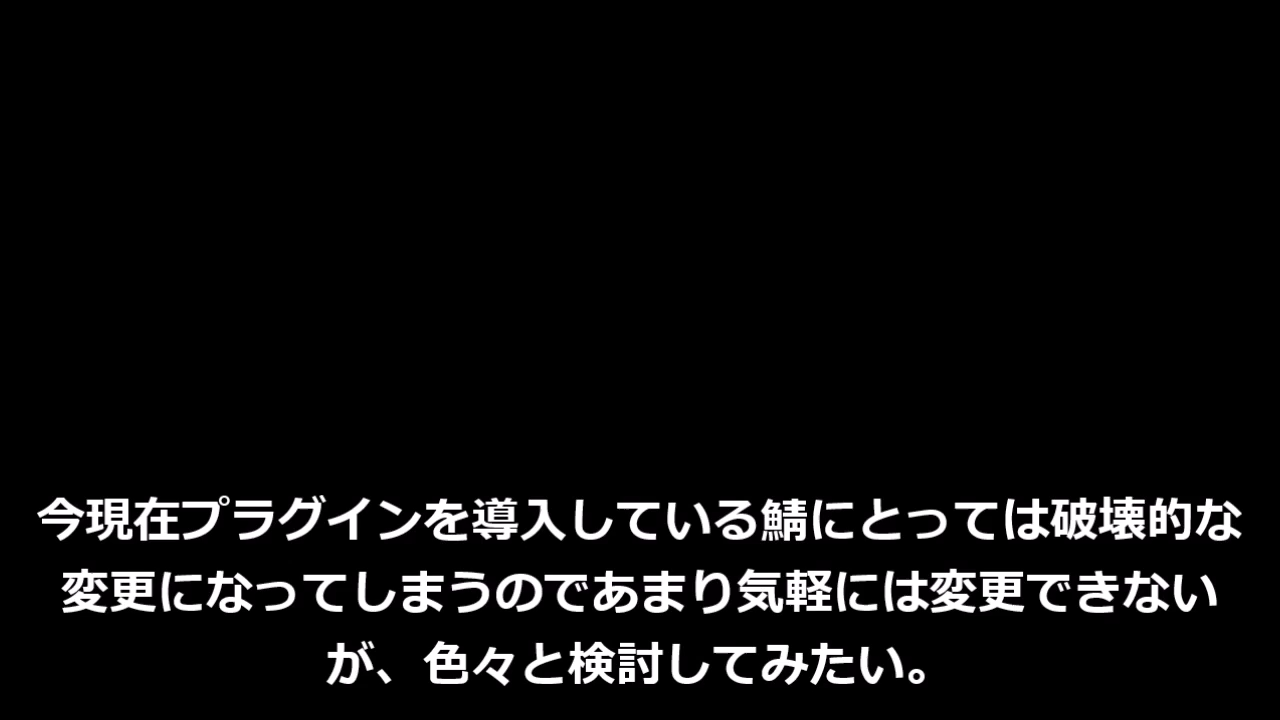 今現在プラグインを導入している鯖にとっては破壊的な
変更になってしまうのであまり気軽には変更できない
が、色々と検討してみたい。